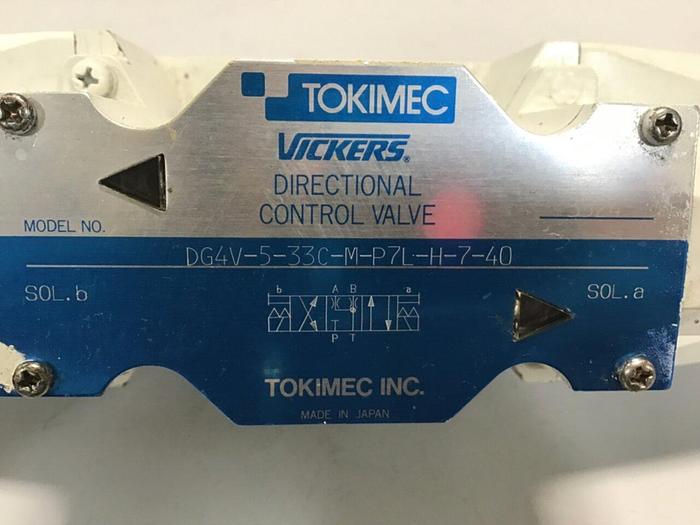 TOKIMEC
VICKERS®
DIRECTIONAL
CONTROL VALVE
MODEL NO.
DG4V-5-33C-M-P7L-H-7-40
SOL.b
b A B a
T
P T
SOL.a
TOKIMEC INC.
MADE IN JAPAN